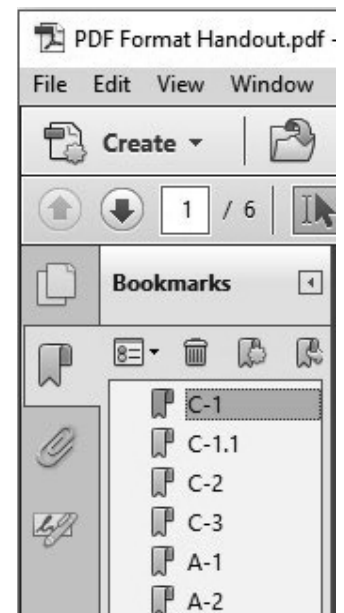 PDF Format Handout.pdf -
File Edit View Window
Create
1 / 6
Bookmarks
C-1
C-1.1
C-2
C-3
A-1
A-2